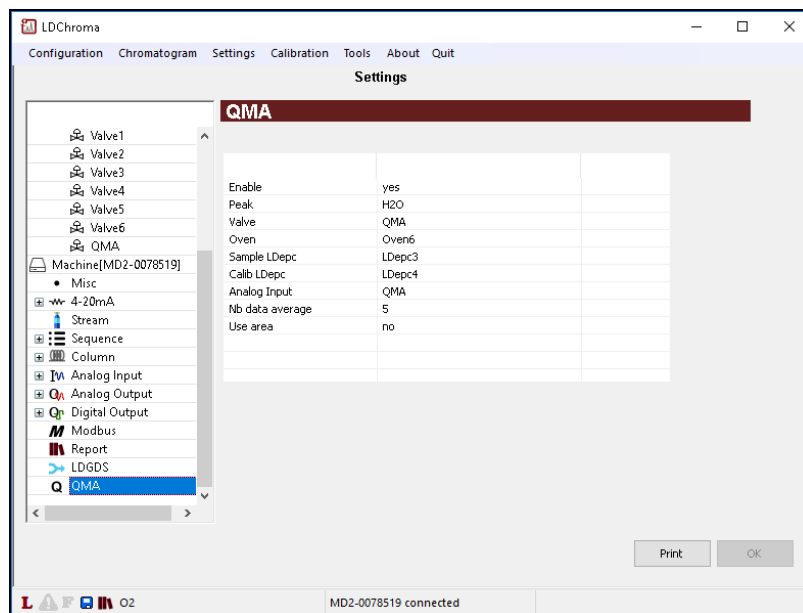 LDChroma
Configuration Chromatogram Settings Calibration Tools About Quit
Settings
QMA
Valve1
Valve2
Valve3
Valve4
Valve5
Valve6
QMA
Machine[MD2-0078519]
Misc
4-20mA
Stream
Sequence
Column
Analog Input
Analog Output
Digital Output
Modbus
Report
LDGDS
Q QMA
Enable yes
Peak H2O
Valve QMA
Oven Oven6
Sample LDepc LDepc3
Calib LDepc LDepc4
Analog Input QMA
Nb data average 5
Use area no
Print OK
L F O2 MD2-0078519 connected